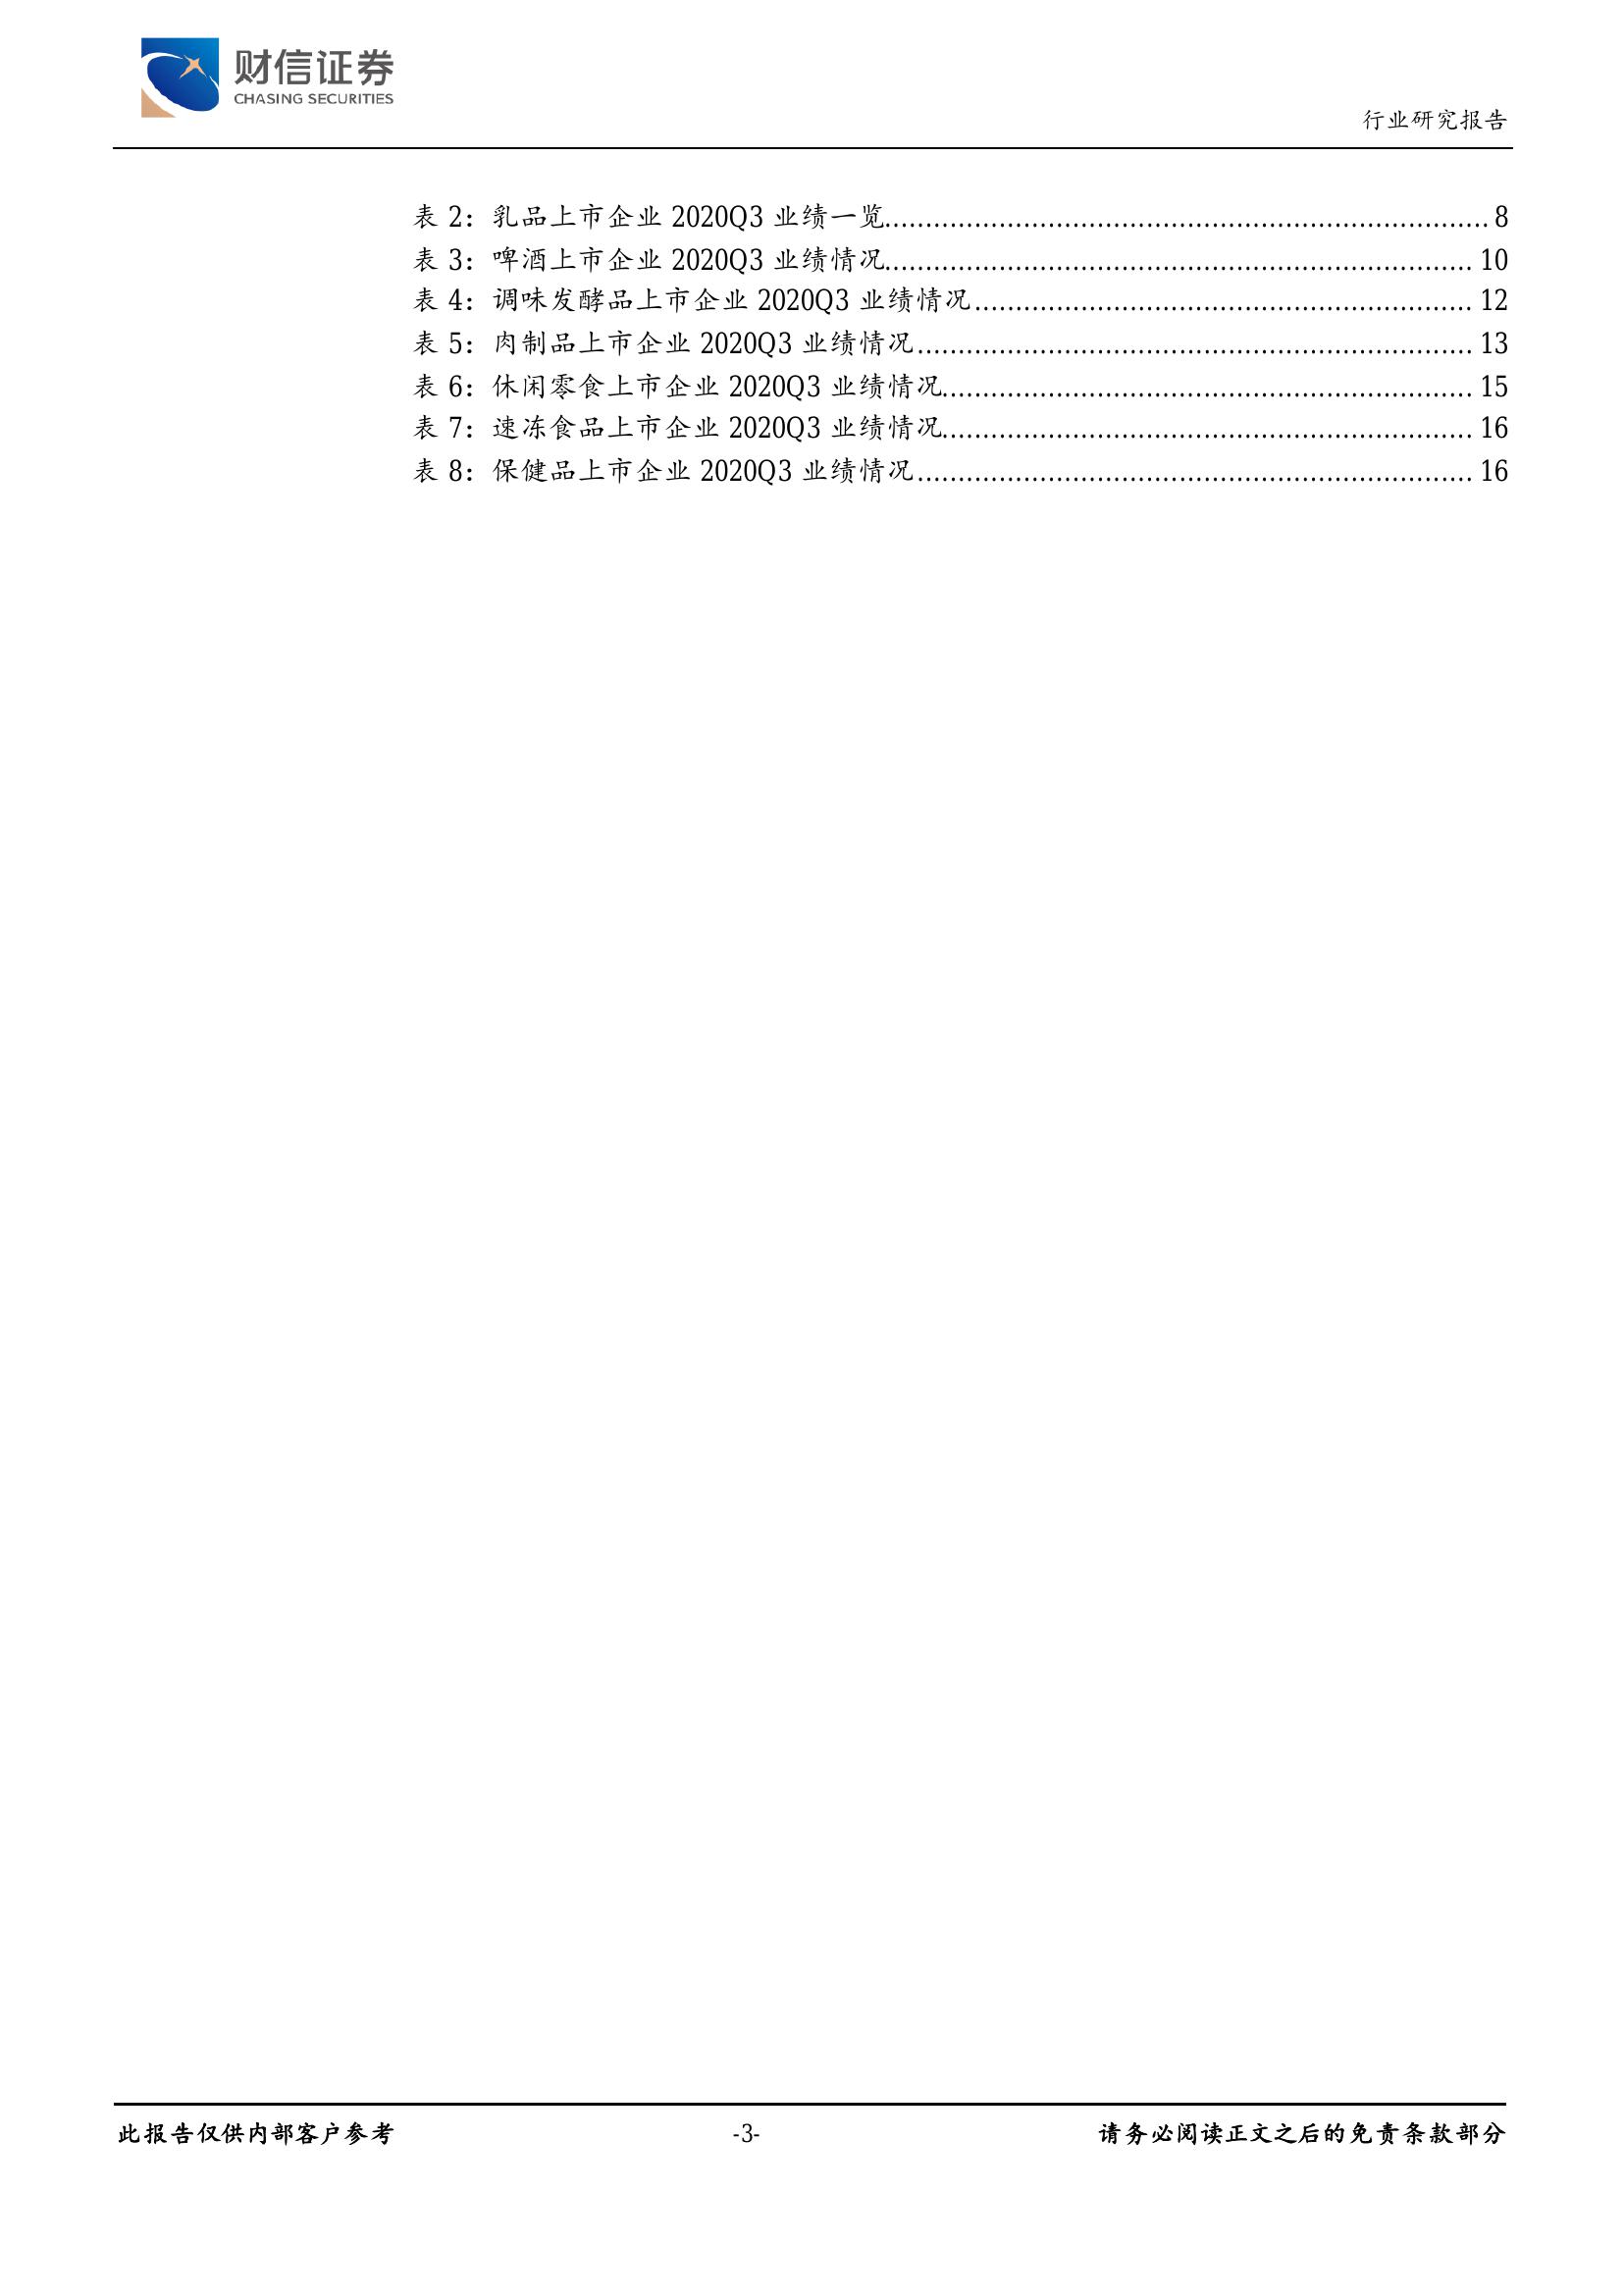 财信证券
CHASING SECURITIES
行业研究报告
表 2：乳品上市企业 2020Q3 业绩一览........................................................................ 8
表 3：啤酒上市企业 2020Q3 业绩情况...................................................................... 10
表 4：调味发酵品上市企业 2020Q3 业绩情况............................................................ 12
表 5：肉制品上市企业 2020Q3 业绩情况................................................................... 13
表 6：休闲零食上市企业 2020Q3 业绩情况................................................................ 15
表 7：速冻食品上市企业 2020Q3 业绩情况................................................................ 16
表 8：保健品上市企业 2020Q3 业绩情况................................................................... 16
此报告仅供内部客户参考
-3-
请务必阅读正文之后的免责条款部分